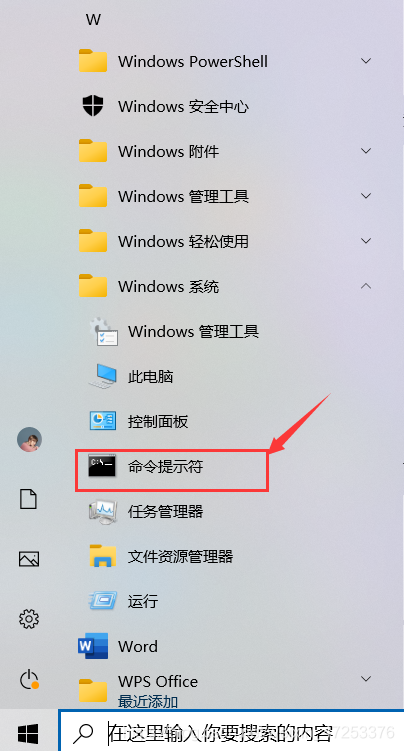 W
Windows PowerShell
Windows 安全中心
Windows 附件
Windows 管理工具
Windows 轻松使用
Windows 系统
Windows 管理工具
此电脑
控制面板
C:\
命令提示符
任务管理器
文件资源管理器
运行
W
Word
WPS Office
最近添加
在这里输入你要搜索的内容